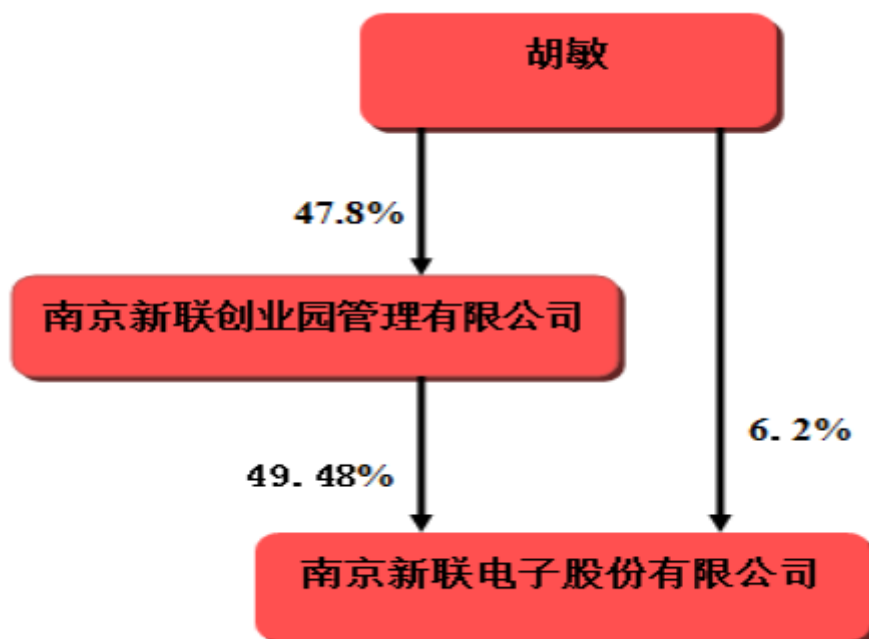 胡敏
47.8%
南京新联创业园管理有限公司
6. 2%
49. 48%
南京新联电子股份有限公司